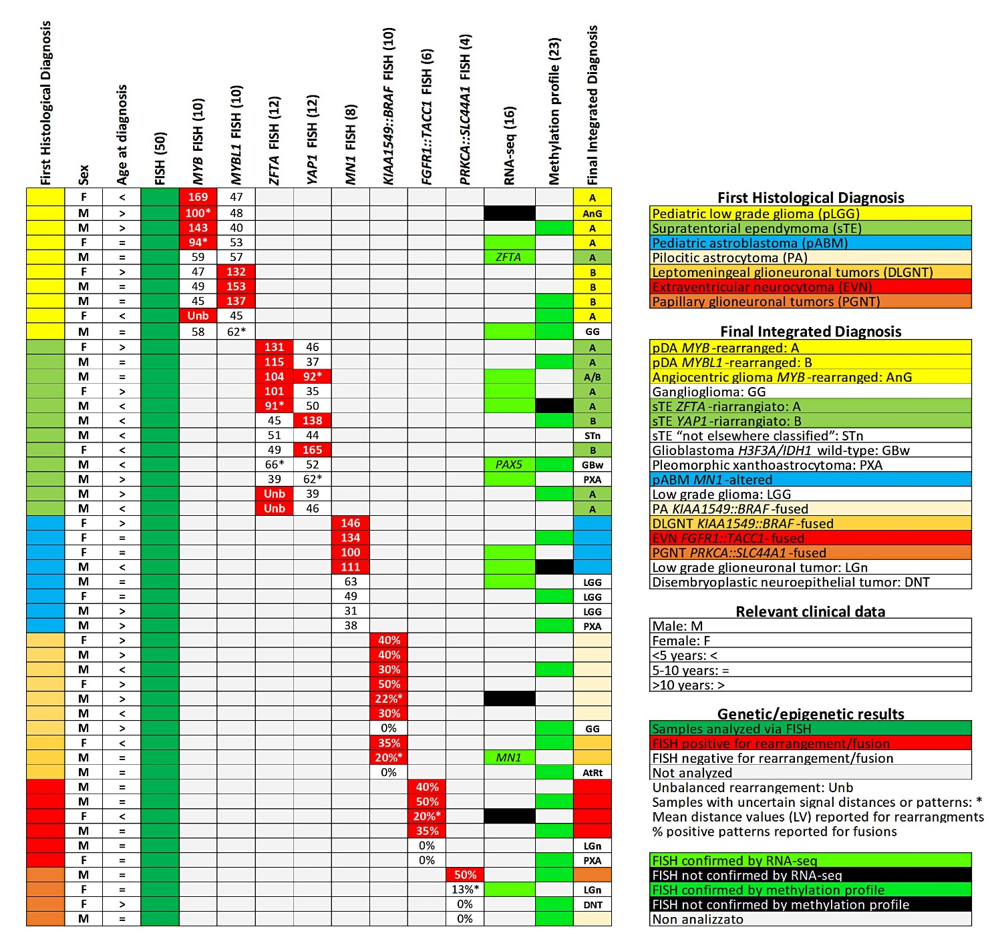 First Histological Diagnosis
Sex
Age at diagnosis
FISH (50)
MYB FISH (10)
MYBL1 FISH (10)
ZFTA FISH (12)
YAP1 FISH (12)
MN1 FISH (8)
KIAA1549::BRAF FISH (10)
FGFR1::TACC1 FISH (6)
PRKCA::SLC44A1 FISH (4)
RNA-seq (16)
Methylation profile (23)
Final Integrated Diagnosis
F < 169 47 A
M > 100* 48 AnG
M > 143 40 A
F = 94* 53 A
M = 59 57 ZFTA A
F > 47 132 B
M = 49 153 B
M = 45 137 B
F < Unb 45 A
M = 58 62* GG
F > 131 46 A
M = 115 37 A
M = 104 92* A/B
F > 101 35 A
M < 91* 50 A
M < 45 138 B
M < 51 44 STn
F < 49 165 B
M < 66* 52 PAX5 GBw
M > 39 62* PXA
M > Unb 39 A
M < Unb 46 A
F > 146
F = 134
F = 100
M < 111
M = 63 LGG
F = 49 LGG
M > 31 LGG
M > 38 PXA
F > 40%
M > 40%
M < 30%
F > 50%
M > 22%*
M < 30%
M > 0% GG
F < 35%
M = 20%* MN1
M = 0% AtRt
M = 40%
M = 50%
F < 20%*
M = 35%
M = 0% LGn
F = 0% PXA
M = 50%
F = 13%* LGn
F > 0% DNT
M = 0%
First Histological Diagnosis
Pediatric low grade glioma (pLGG)
Supratentorial ependymoma (sTE)
Pediatric astroblastoma (pABM)
Pilocitic astrocytoma (PA)
Leptomeningeal glioneuronal tumors (DLGNT)
Extraventricular neurocytoma (EVN)
Papillary glioneuronal tumors (PGNT)
Final Integrated Diagnosis
pDA MYB-rearranged: A
pDA MYBL1-rearranged: B
Angiocentric glioma MYB-rearranged: AnG
Ganglioglioma: GG
sTE ZFTA-riarrangiato: A
sTE YAP1-riarrangiato: B
sTE “not elsewhere classified”: STn
Glioblastoma H3F3A/IDH1 wild-type: GBw
Pleomorphic xanthoastrocytoma: PXA
pABM MN1-altered
Low grade glioma: LGG
PA KIAA1549::BRAF-fused
DLGNT KIAA1549::BRAF-fused
EVN FGFR1::TACC1-fused
PGNT PRKCA::SLC44A1-fused
Low grade glioneuronal tumor: LGn
Disembryoplastic neuroepithelial tumor: DNT
Relevant clinical data
Male: M
Female: F
<5 years: <
5-10 years: =
>10 years: >
Genetic/epigenetic results
Samples analyzed via FISH
FISH positive for rearrangement/fusion
FISH negative for rearrangement/fusion
Not analyzed
Unbalanced rearrangement: Unb
Samples with uncertain signal distances or patterns: *
Mean distance values (LV) reported for rearrangments
% positive patterns reported for fusions
FISH confirmed by RNA-seq
FISH not confirmed by RNA-seq
FISH confirmed by methylation profile
FISH not confirmed by methylation profile
Non analizzato